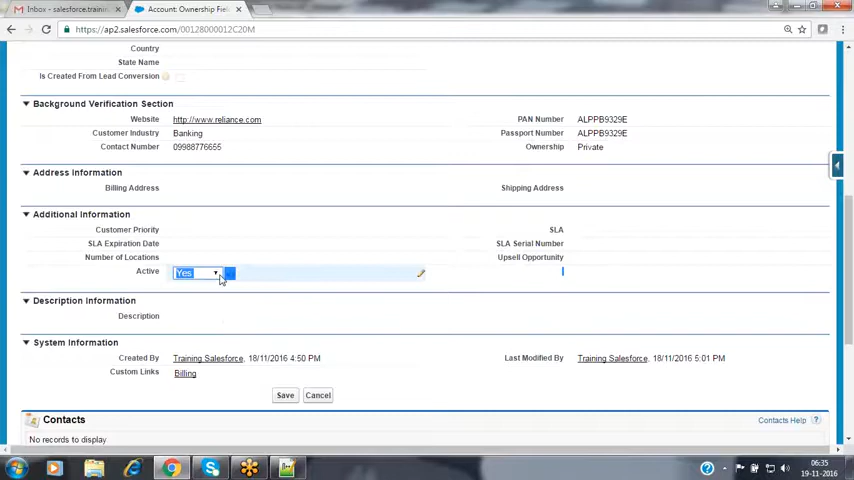 Inbox - salesforce.trainin
Account: Ownership Fiel
https://ap2.salesforce.com/00128000012C20M
Country
State Name
Is Created From Lead Conversion
Background Verification Section
Website http://www.reliance.com PAN Number ALPPB9329E
Customer Industry Banking Passport Number ALPPB9329E
Contact Number 09988776655 Ownership Private
Address Information
Billing Address Shipping Address
Additional Information
Customer Priority SLA
SLA Expiration Date SLA Serial Number
Number of Locations Upsell Opportunity
Active Yes
Description Information
Description
System Information
Created By Training Salesforce, 18/11/2016 4:50 PM Last Modified By Training Salesforce, 18/11/2016 5:01 PM
Custom Links Billing
Save Cancel
Contacts Contacts Help ?
No records to display
06:35
19-11-2016